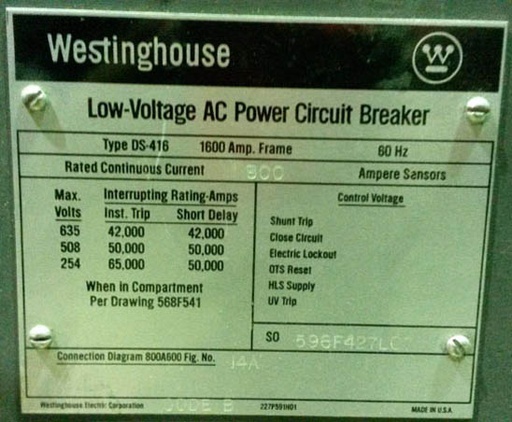 Westinghouse
W
Low-Voltage AC Power Circuit Breaker
Type DS-416 1600 Amp. Frame 60 Hz
Rated Continuous Current 800 Ampere Sensors
Max. Interrupting Rating-Amps
Volts Inst. Trip Short Delay
635 42,000 42,000
508 50,000 50,000
254 65,000 50,000
When in Compartment
Per Drawing 568F541
Control Voltage
Shunt Trip
Close Circuit
Electric Lockout
OTS Reset
HLS Supply
UV Trip
SO
Connection Diagram 800A600 Fig. No. 14A
Westinghouse Electric Corporation CODE B 227P591H01 MADE IN U.S.A